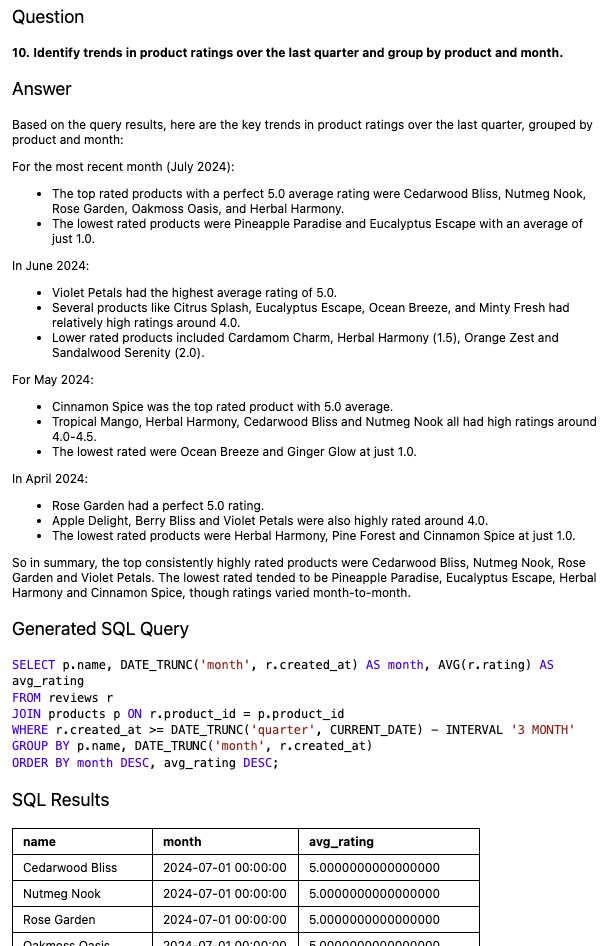 Question
10. Identify trends in product ratings over the last quarter and group by product and month.
Answer
Based on the query results, here are the key trends in product ratings over the last quarter, grouped by
product and month:
For the most recent month (July 2024):
• The top rated products with a perfect 5.0 average rating were Cedarwood Bliss, Nutmeg Nook,
Rose Garden, Oakmoss Oasis, and Herbal Harmony.
• The lowest rated products were Pineapple Paradise and Eucalyptus Escape with an average of
just 1.0.
In June 2024:
• Violet Petals had the highest average rating of 5.0.
• Several products like Citrus Splash, Eucalyptus Escape, Ocean Breeze, and Minty Fresh had
relatively high ratings around 4.0.
• Lower rated products included Cardamom Charm, Herbal Harmony (1.5), Orange Zest and
Sandalwood Serenity (2.0).
For May 2024:
• Cinnamon Spice was the top rated product with 5.0 average.
• Tropical Mango, Herbal Harmony, Cedarwood Bliss and Nutmeg Nook all had high ratings around
4.0-4.5.
• The lowest rated were Ocean Breeze and Ginger Glow at just 1.0.
In April 2024:
• Rose Garden had a perfect 5.0 rating.
• Apple Delight, Berry Bliss and Violet Petals were also highly rated around 4.0.
• The lowest rated products were Herbal Harmony, Pine Forest and Cinnamon Spice at just 1.0.
So in summary, the top consistently highly rated products were Cedarwood Bliss, Nutmeg Nook, Rose
Garden and Violet Petals. The lowest rated tended to be Pineapple Paradise, Eucalyptus Escape, Herbal
Harmony and Cinnamon Spice, though ratings varied month-to-month.
Generated SQL Query
SELECT p.name, DATE_TRUNC('month', r.created_at) AS month, AVG(r.rating) AS
avg_rating
FROM reviews r
JOIN products p ON r.product_id = p.product_id
WHERE r.created_at >= DATE_TRUNC('quarter', CURRENT_DATE) - INTERVAL '3 MONTH'
GROUP BY p.name, DATE_TRUNC('month', r.created_at)
ORDER BY month DESC, avg_rating DESC;
SQL Results
name month avg_rating
Cedarwood Bliss 2024-07-01 00:00:00 5.0000000000000000
Nutmeg Nook 2024-07-01 00:00:00 5.0000000000000000
Rose Garden 2024-07-01 00:00:00 5.0000000000000000
Oakmoss Oasis 2024-07-01 00:00:00 5.0000000000000000